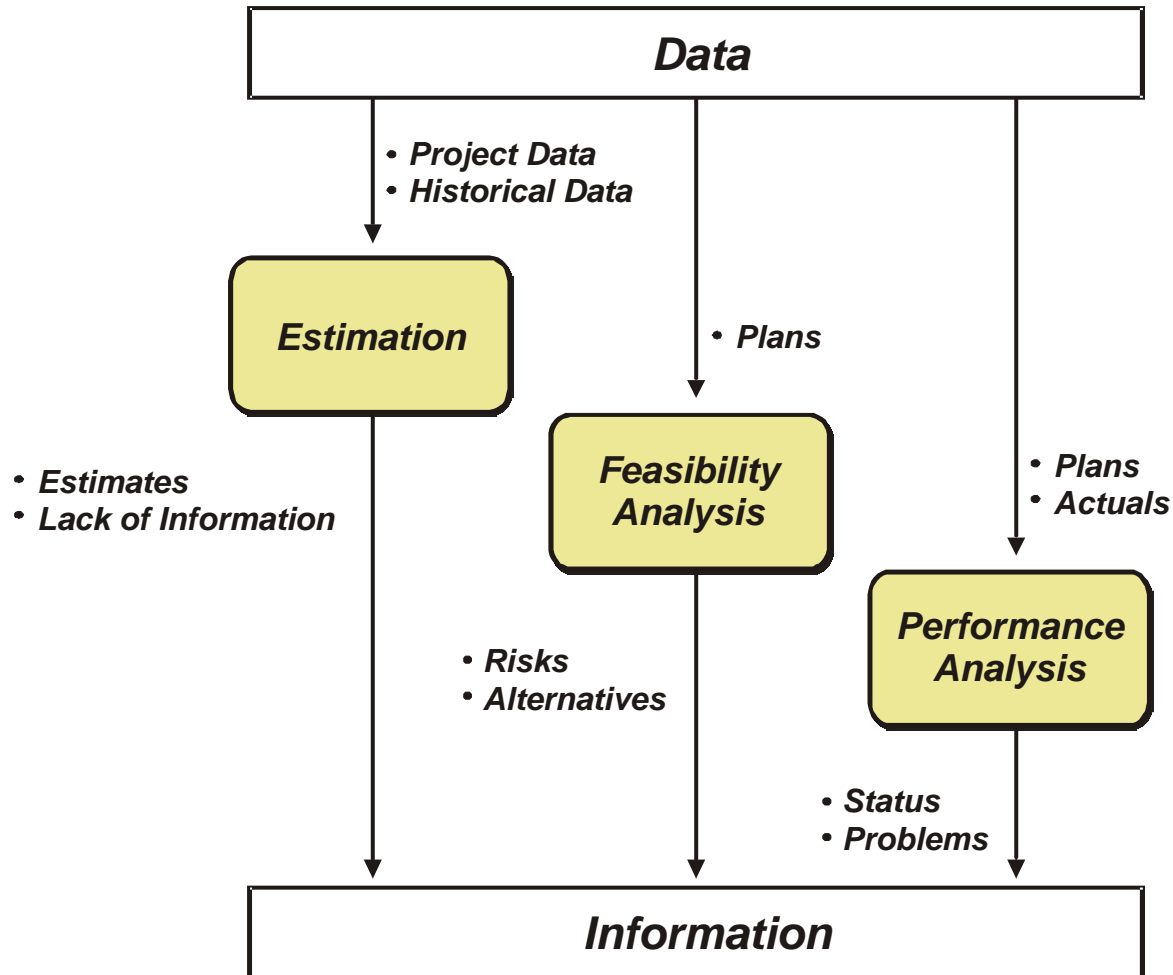 Data
• Project Data
• Historical Data
Estimation
• Plans
Feasibility
Analysis
• Plans
• Actuals
• Estimates
• Lack of Information
Performance
Analysis
• Risks
• Alternatives
• Status
• Problems
Information